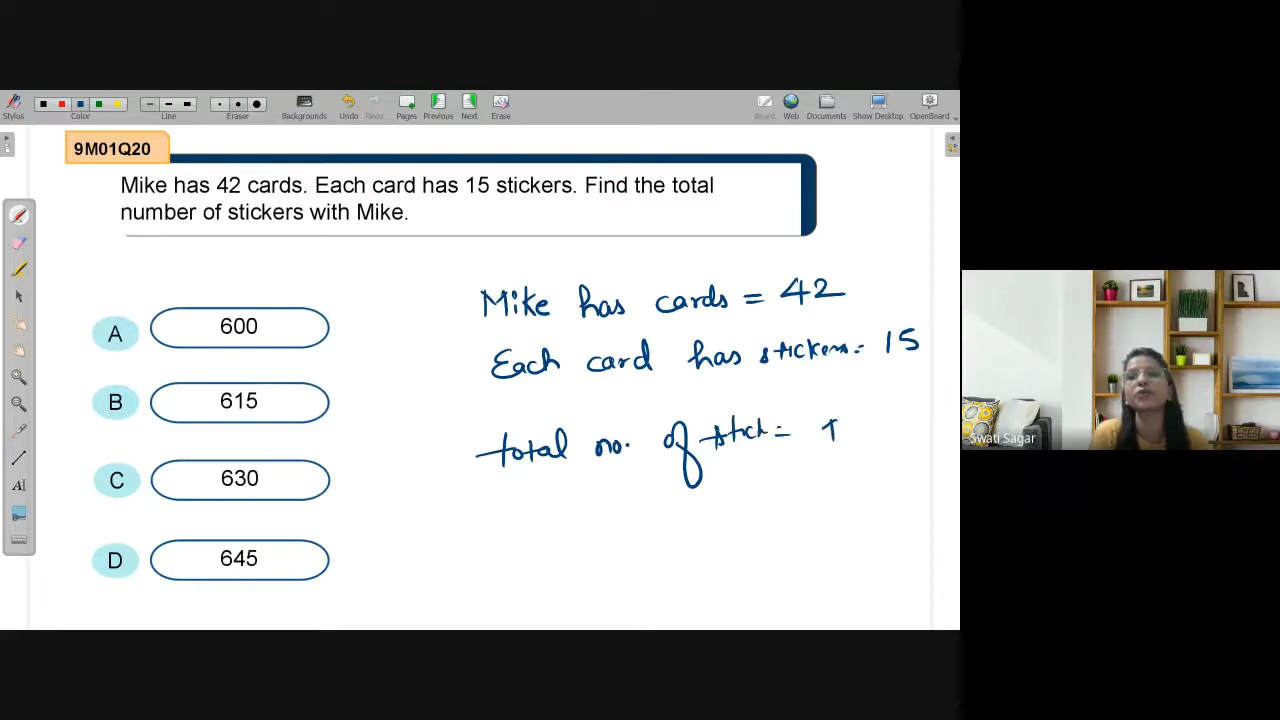 Stylus
Color
Line
Eraser
Backgrounds
Undo
Redo
Pages
Previous
Next
Erase
Board
Web
Documents
Show Desktop
OpenBoard
9M01Q20
Mike has 42 cards. Each card has 15 stickers. Find the total
number of stickers with Mike.
A 600
B 615
C 630
D 645
Mike has cards = 42
Each card has stickers = 15
total no. of stick = 1
Swati Sagar